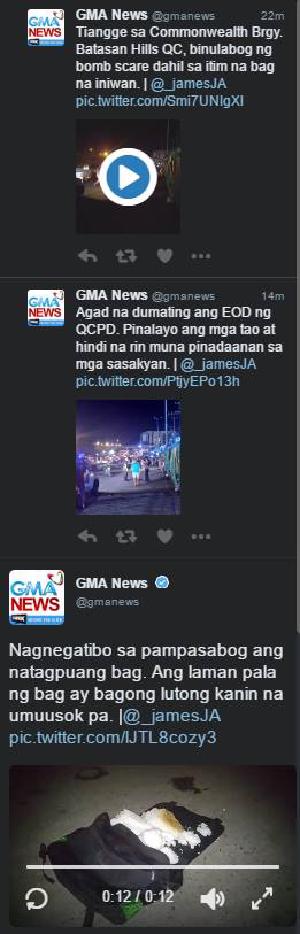 GMA NEWS
GMA News @gmanews 22m
Tiangge sa Commonwealth Brgy.
Batasan Hills QC, binulabog ng
bomb scare dahil sa itim na bag
na iniwan. | @_jamesJA
pic.twitter.com/Smi7UNIgXI
GMA NEWS
GMA News @gmanews 14m
Agad na dumating ang EOD ng
QCPD. Pinalayo ang mga tao at
hindi na rin muna pinadaanan sa
mga sasakyan. | @_jamesJA
pic.twitter.com/PtjyEPo13h
GMA NEWS
GMA News
@gmanews
Nagnegatibo sa pampasabog ang
natagpuang bag. Ang laman pala
ng bag ay bagong lutong kanin na
umuusok pa. |@_jamesJA
pic.twitter.com/IJTL8cozy3
0:12 / 0:12